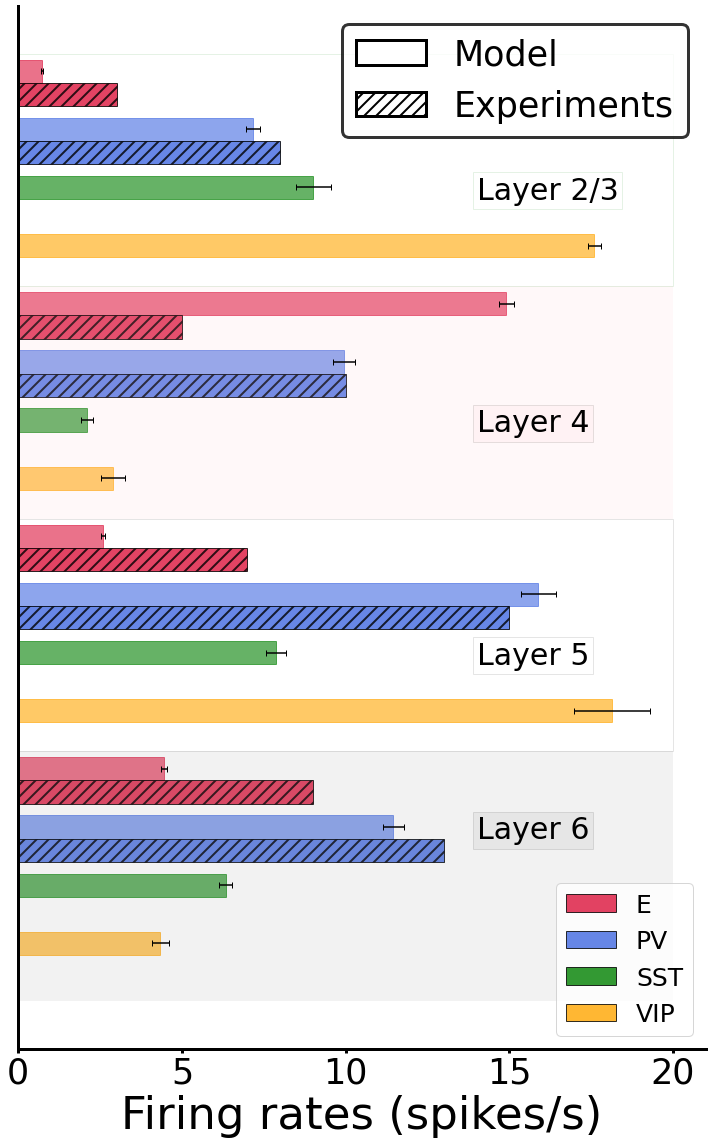 Model
Experiments
Layer 2/3
Layer 4
Layer 5
Layer 6
E
PV
SST
VIP
0 5 10 15 20
Firing rates (spikes/s)